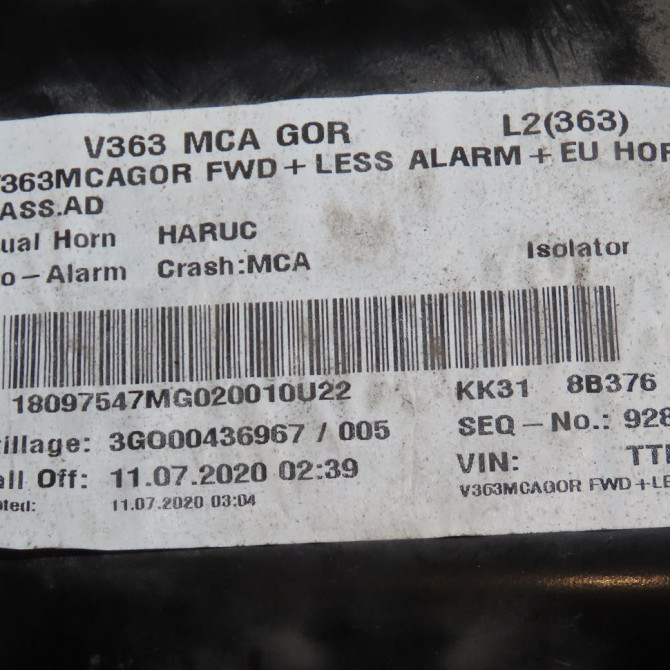 V363 MCA GOR L2(363)
363MCAGOR FWD+LESS ALARM+EU HOR
ASS.AD
ual Horn HARUC
o-Alarm Crash:MCA Isolator
18097547MG020010U22 KK31 8B376
illage: 3GO00436967 / 005 SEQ-No.: 928
all Off: 11.07.2020 02:39 VIN: TT
ted: 11.07.2020 03:04 V363MCAGOR FWD+LE